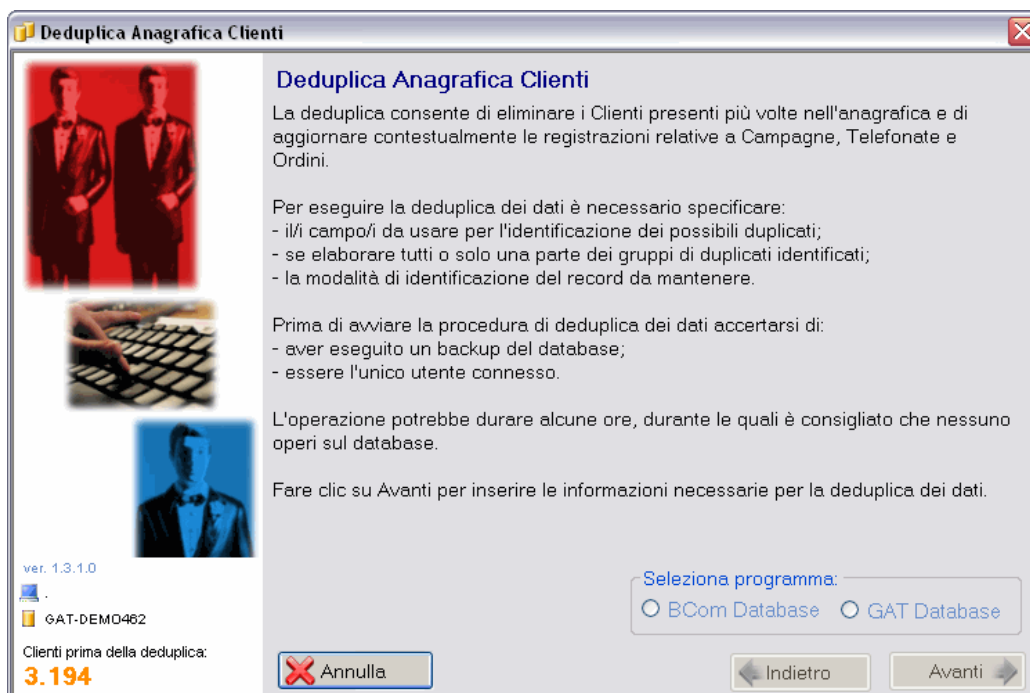 Deduplica Anagrafica Clienti
Deduplica Anagrafica Clienti
La deduplica consente di eliminare i Clienti presenti più volte nell'anagrafica e di
aggiornare contestualmente le registrazioni relative a Campagne, Telefonate e
Ordini.
Per eseguire la deduplica dei dati è necessario specificare:
- il/i campo/i da usare per l'identificazione dei possibili duplicati;
- se elaborare tutti o solo una parte dei gruppi di duplicati identificati;
- la modalità di identificazione del record da mantenere.
Prima di avviare la procedura di deduplica dei dati accertarsi di:
- aver eseguito un backup del database;
- essere l'unico utente connesso.
L'operazione potrebbe durare alcune ore, durante le quali è consigliato che nessuno
operi sul database.
Fare clic su Avanti per inserire le informazioni necessarie per la deduplica dei dati.
ver. 1.3.1.0
.
GAT-DEMO462
Clienti prima della deduplica:
3.194
Seleziona programma:
BCom Database GAT Database
Annulla
Indietro
Avanti